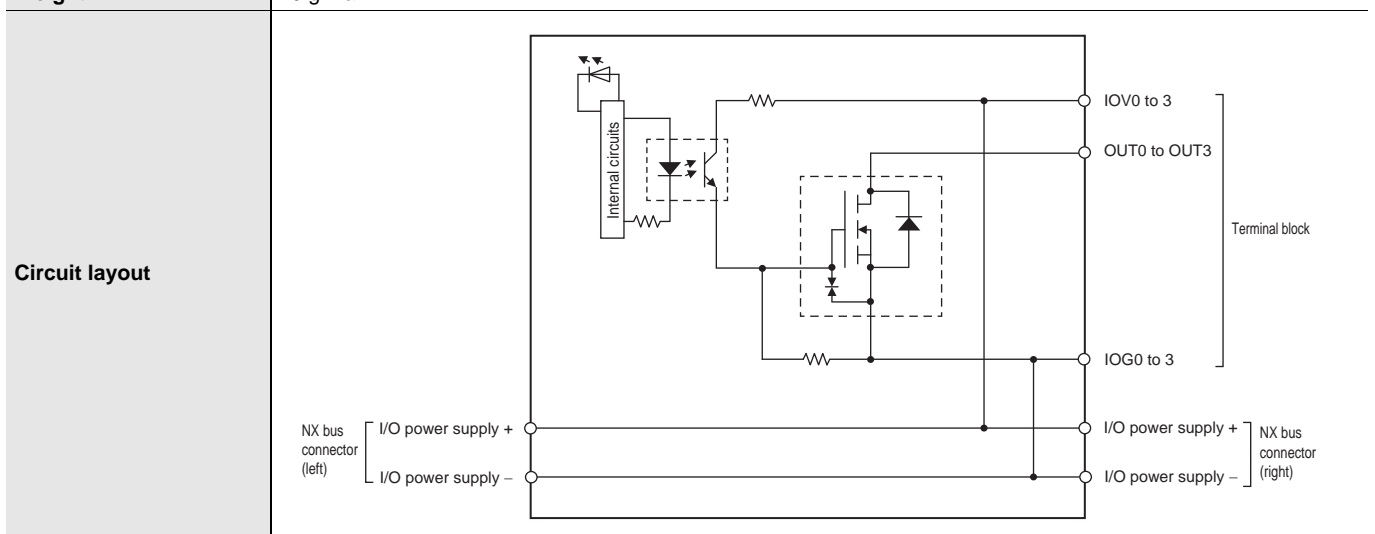 Circuit layout
Internal circuits
IOV0 to 3
OUT0 to OUT3
Terminal block
IOG0 to 3
NX bus
connector
(left)
I/O power supply +
I/O power supply –
I/O power supply +
I/O power supply –
NX bus
connector
(right)